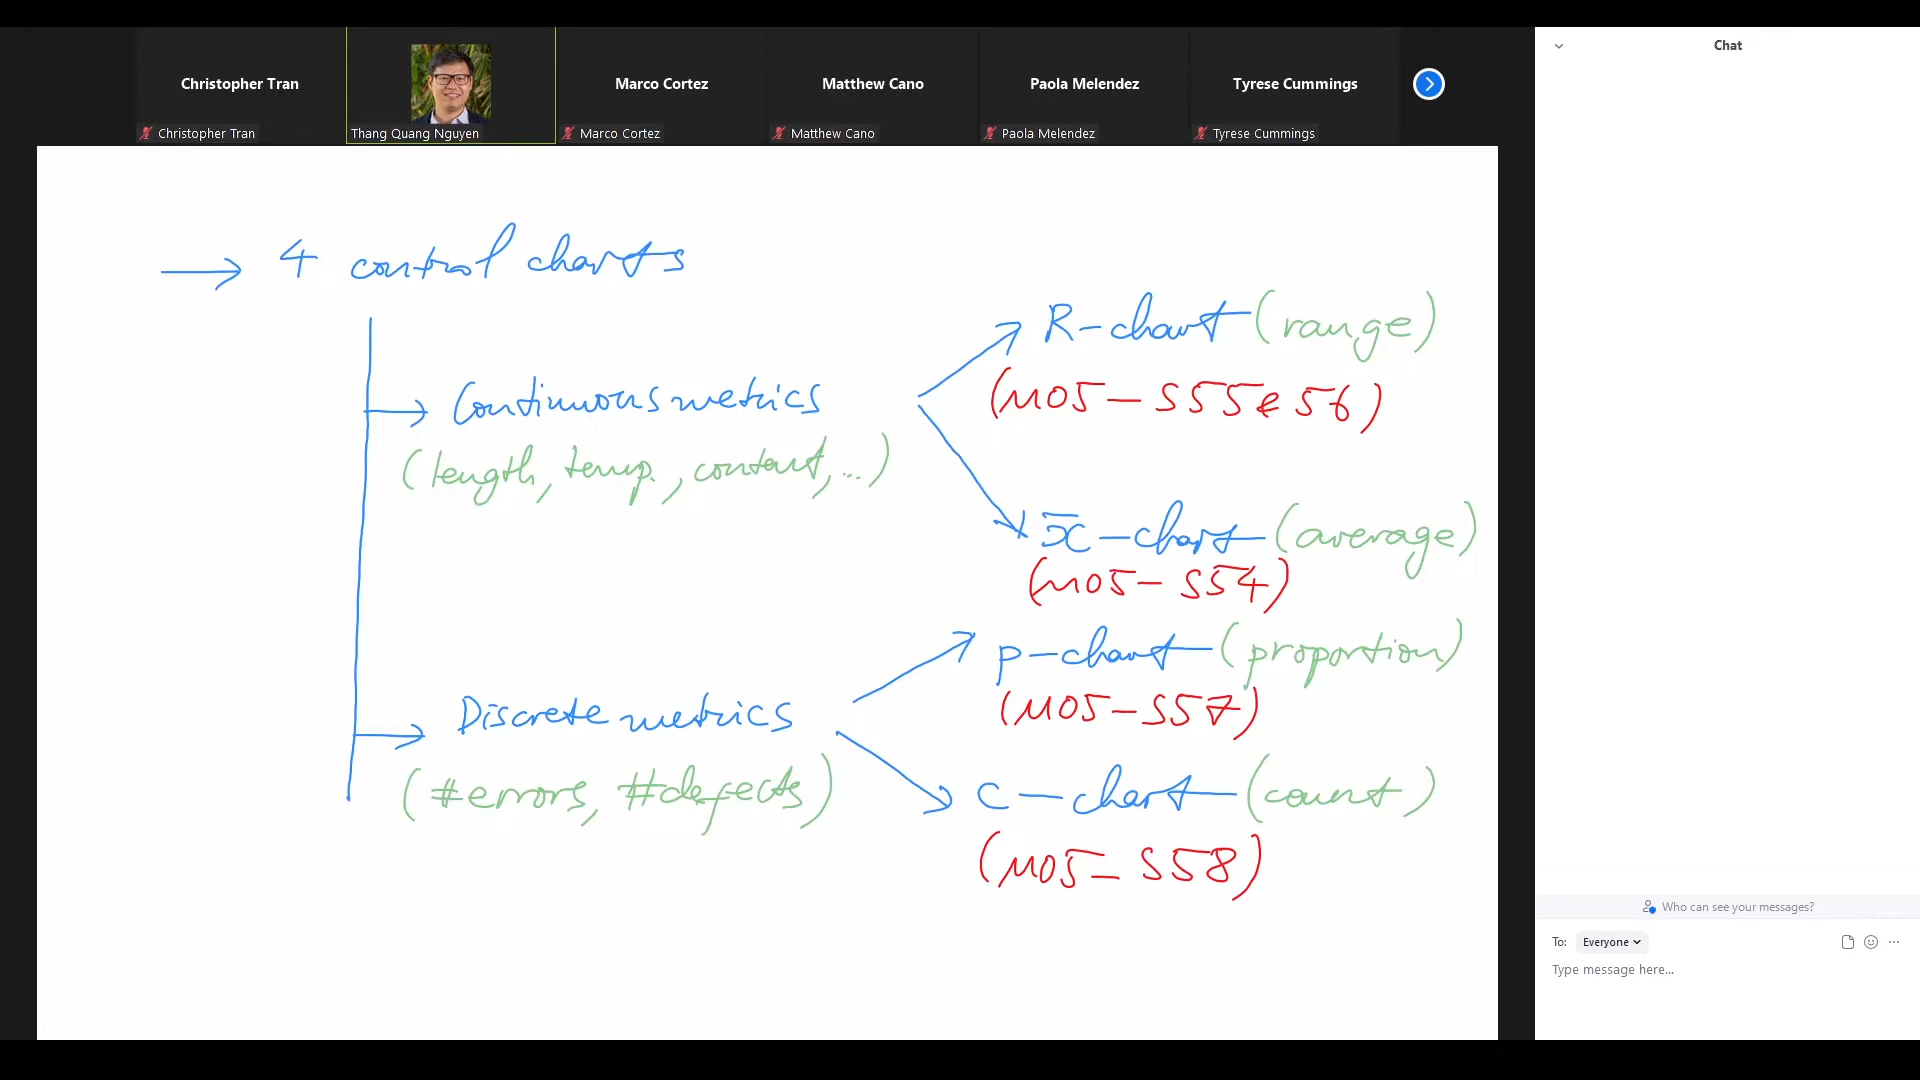 Christopher Tran
Marco Cortez
Matthew Cano
Paola Melendez
Tyrese Cummings
Christopher Tran
Thang Quang Nguyen
Marco Cortez
Matthew Cano
Paola Melendez
Tyrese Cummings
Chat
→ 4 control charts
R-chart (range)
(M05 - S55 & 56)
→ Continuous metrics
(length, temp., content, ...)
x̄-chart (average)
(M05 - S54)
p-chart (proportion)
(M05 - S57)
→ Discrete metrics
(#errors, #defects)
c-chart (count)
(M05 - S58)
Who can see your messages?
To: Everyone
Type message here...